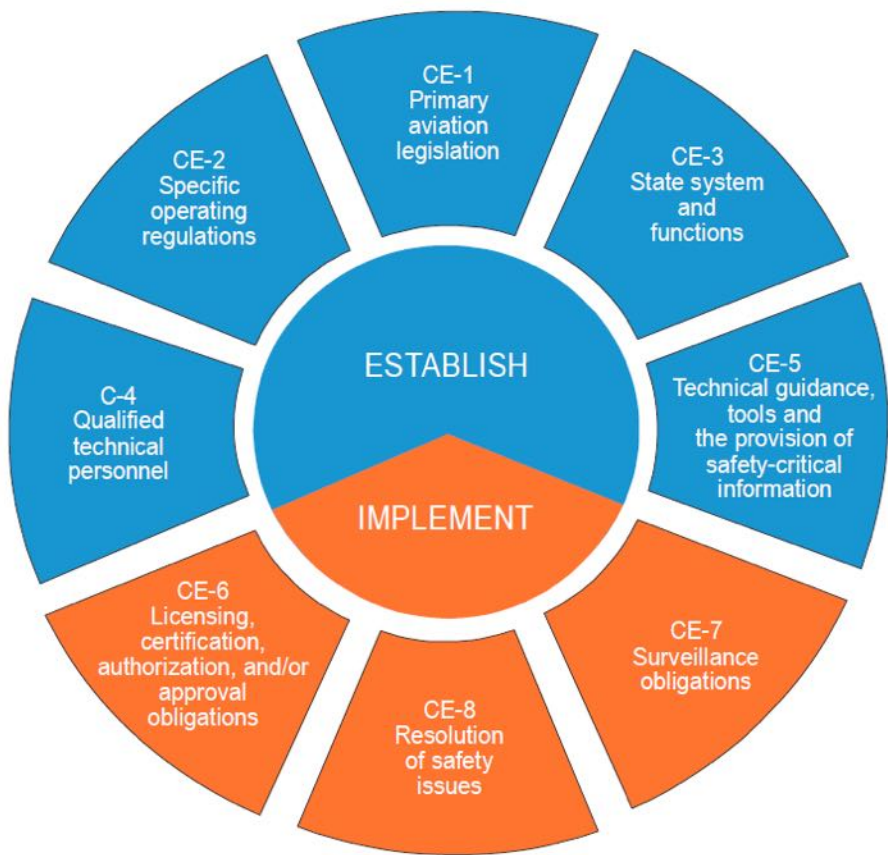 CE-1
Primary
aviation
legislation
CE-2
Specific
operating
regulations
CE-3
State system
and
functions
C-4
Qualified
technical
personnel
ESTABLISH
CE-5
Technical guidance,
tools and
the provision of
safety-critical
information
IMPLEMENT
CE-6
Licensing,
certification,
authorization, and/or
approval
obligations
CE-7
Surveillance
obligations
CE-8
Resolution
of safety
issues